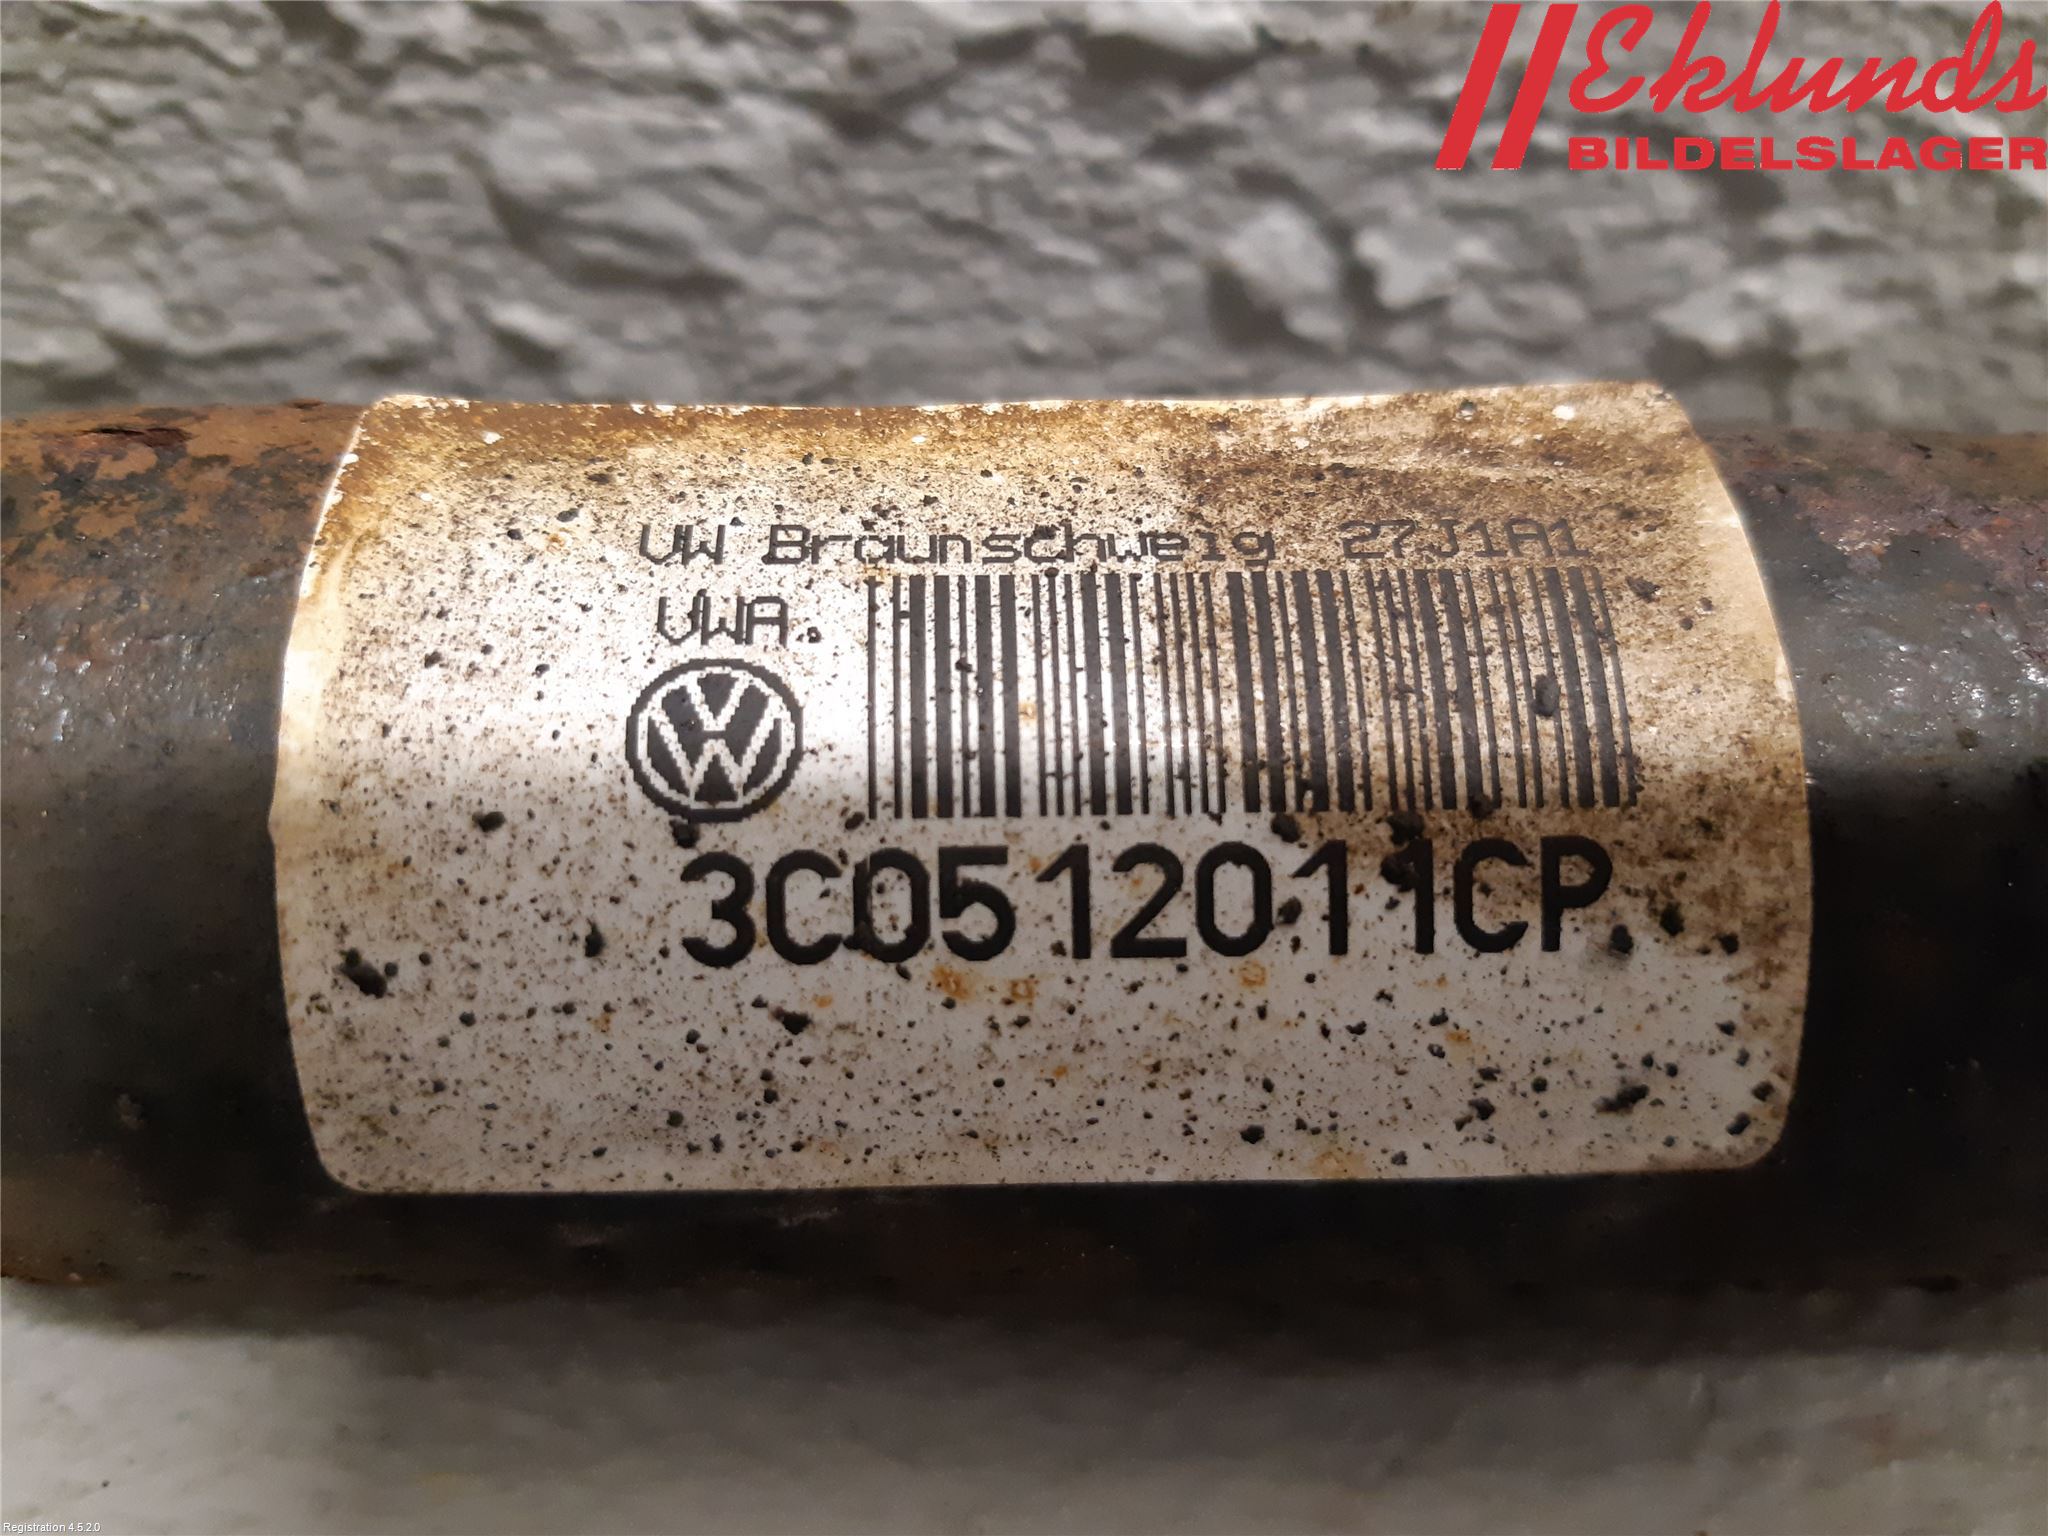 Eklunds
BILDELSLAGER
VW Braunschweig 27J1A1
VWA
3C0512011CP
Registration 4.5.2.0